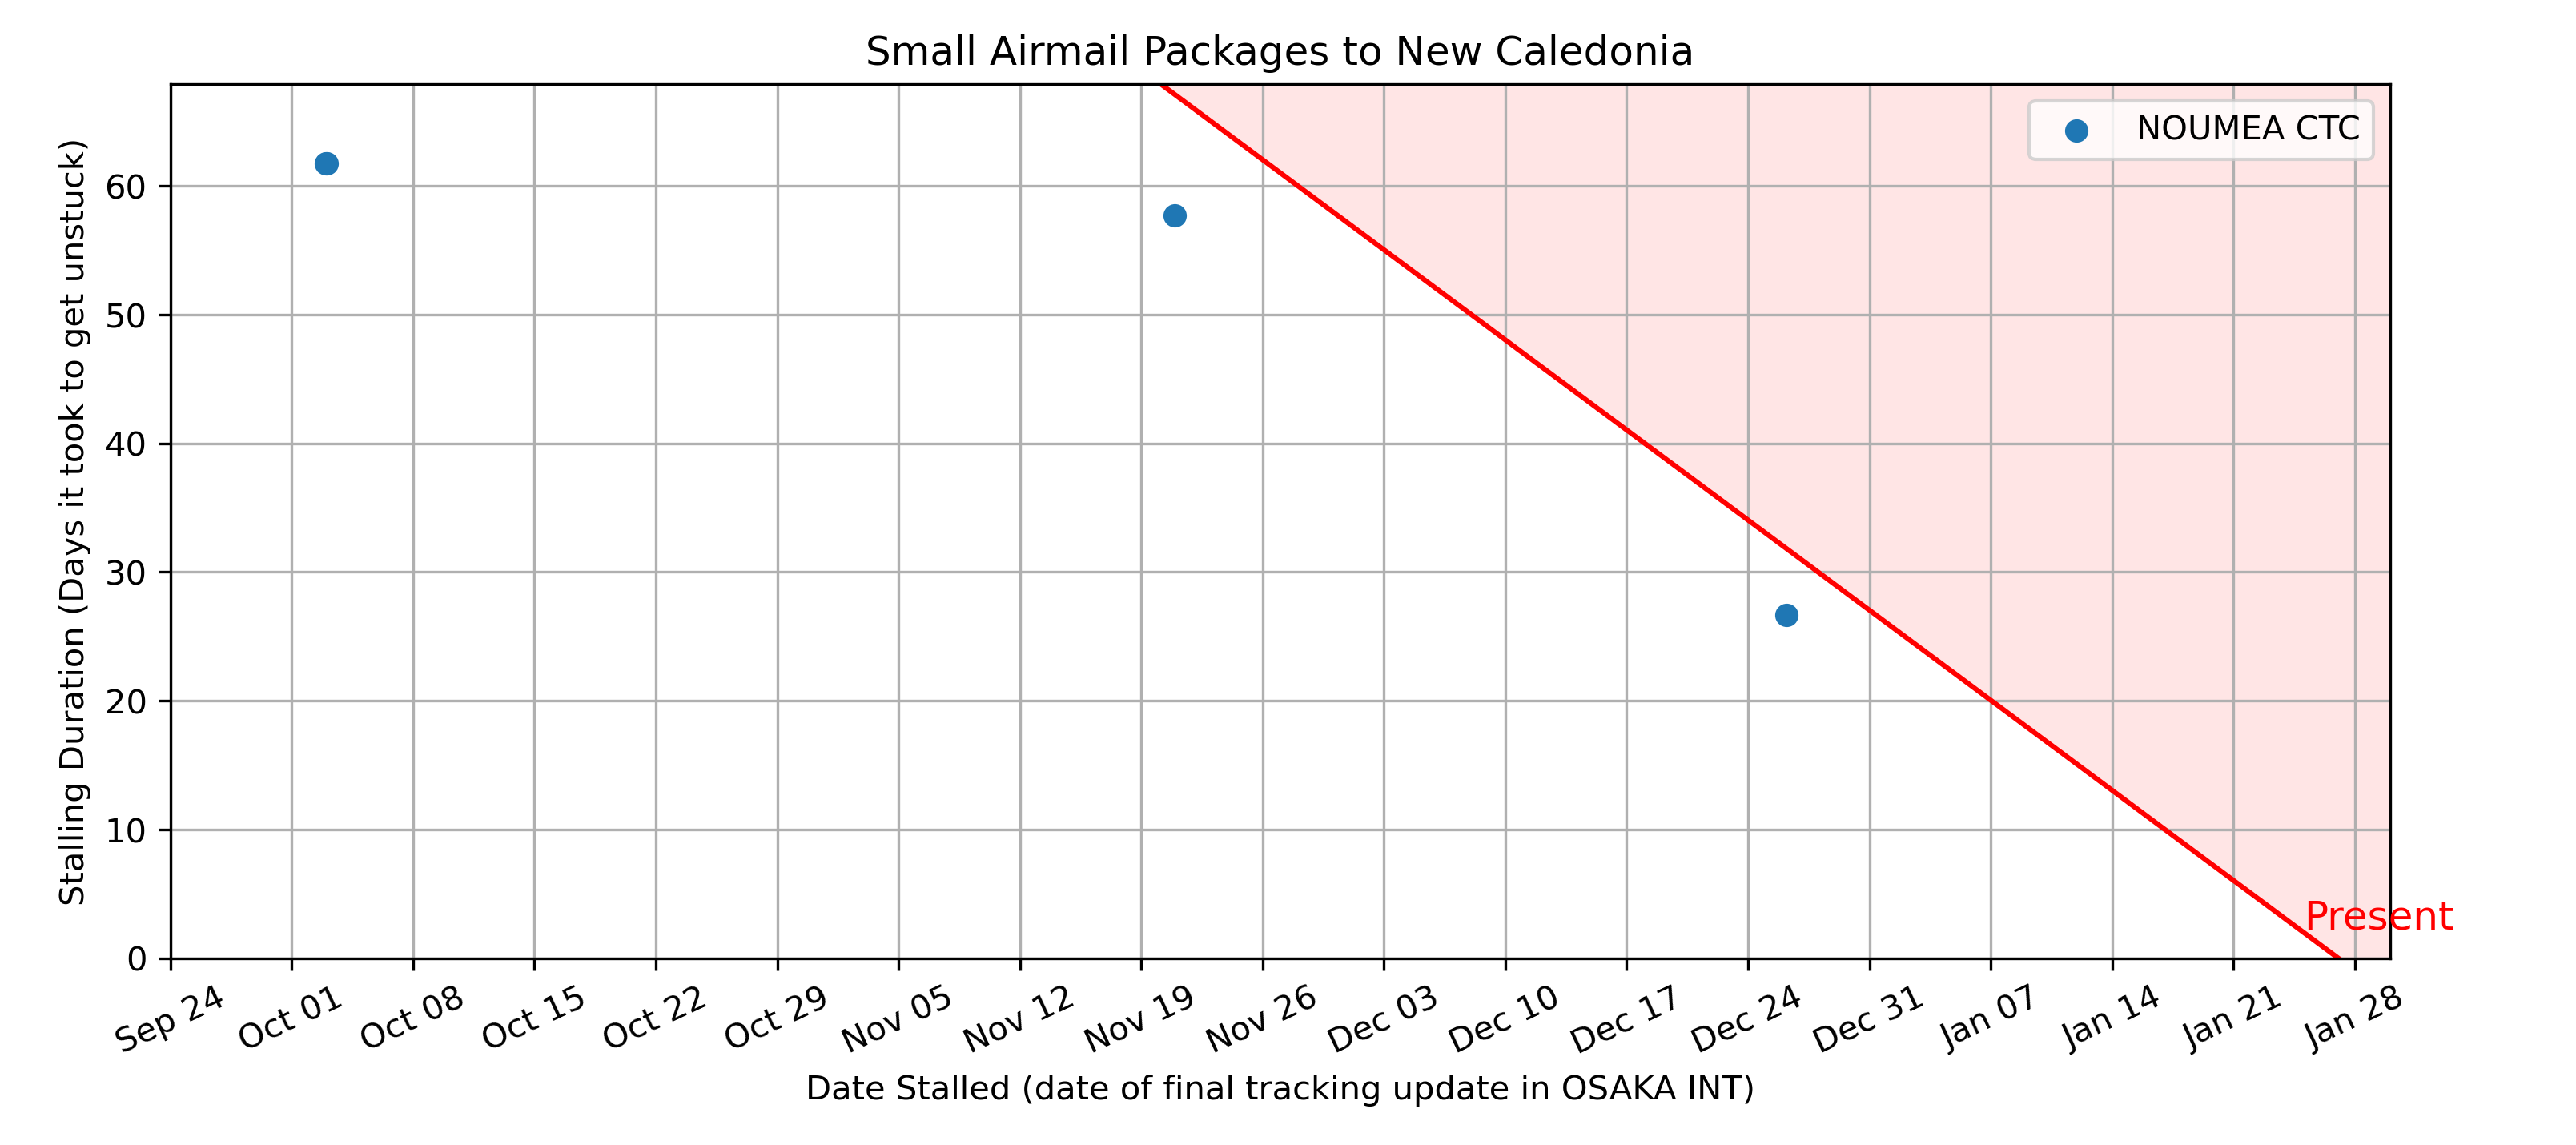 Small Airmail Packages to New Caledonia
NOUMEA CTC
Stalling Duration (Days it took to get unstuck)
60
50
40
30
20
10
0
Present
Sep 24 Oct 01 Oct 08 Oct 15 Oct 22 Oct 29 Nov 05 Nov 12 Nov 19 Nov 26 Dec 03 Dec 10 Dec 17 Dec 24 Dec 31 Jan 07 Jan 14 Jan 21 Jan 28
Date Stalled (date of final tracking update in OSAKA INT)